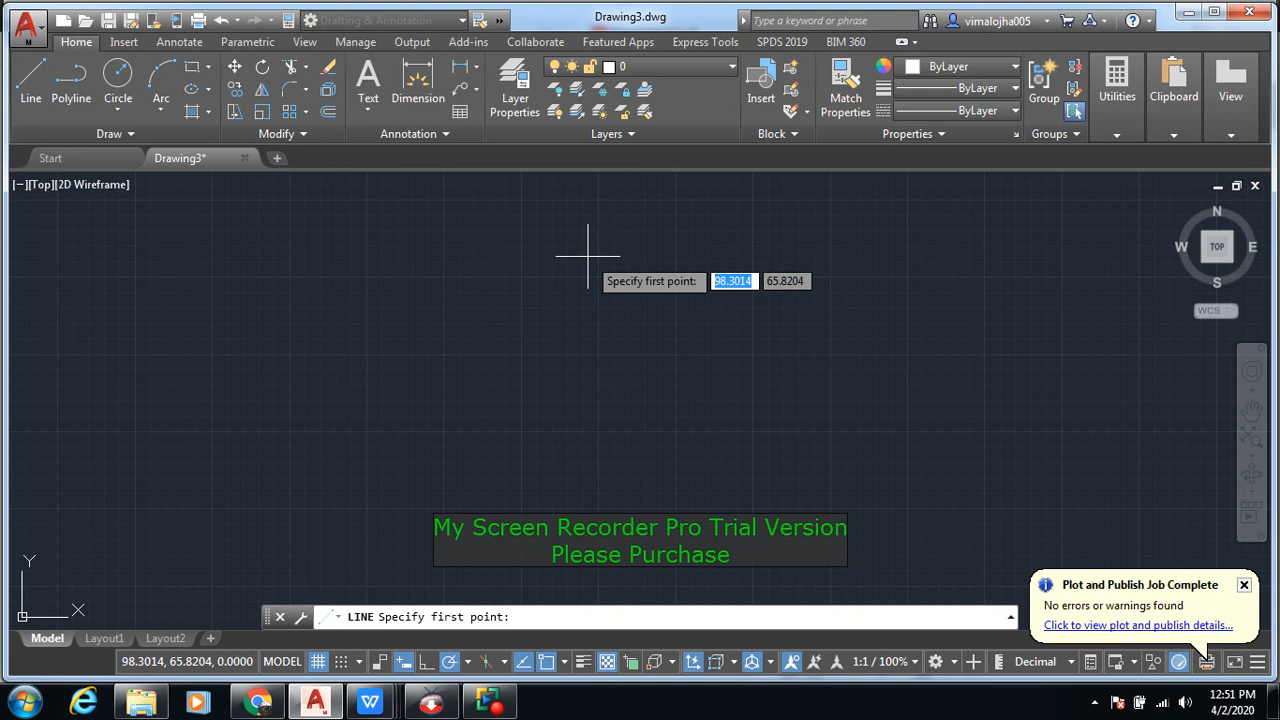 Drafting & Annotation
Drawing3.dwg
Type a keyword or phrase
vimalojha005
Home Insert Annotate Parametric View Manage Output Add-ins Collaborate Featured Apps Express Tools SPDS 2019 BIM 360
0
ByLayer
ByLayer
ByLayer
Line Polyline Circle Arc Text Dimension Layer Properties Insert Match Properties Group Utilities Clipboard View
Draw Modify Annotation Layers Block Properties Groups
Start Drawing3*
[−][Top][2D Wireframe]
N
W TOP E
S
WCS
Specify first point: 98.3014 65.8204
My Screen Recorder Pro Trial Version
Please Purchase
Y
X
Plot and Publish Job Complete
No errors or warnings found
Click to view plot and publish details...
LINE Specify first point:
Model Layout1 Layout2
98.3014, 65.8204, 0.0000 MODEL 1:1 / 100% Decimal
12:51 PM
4/2/2020